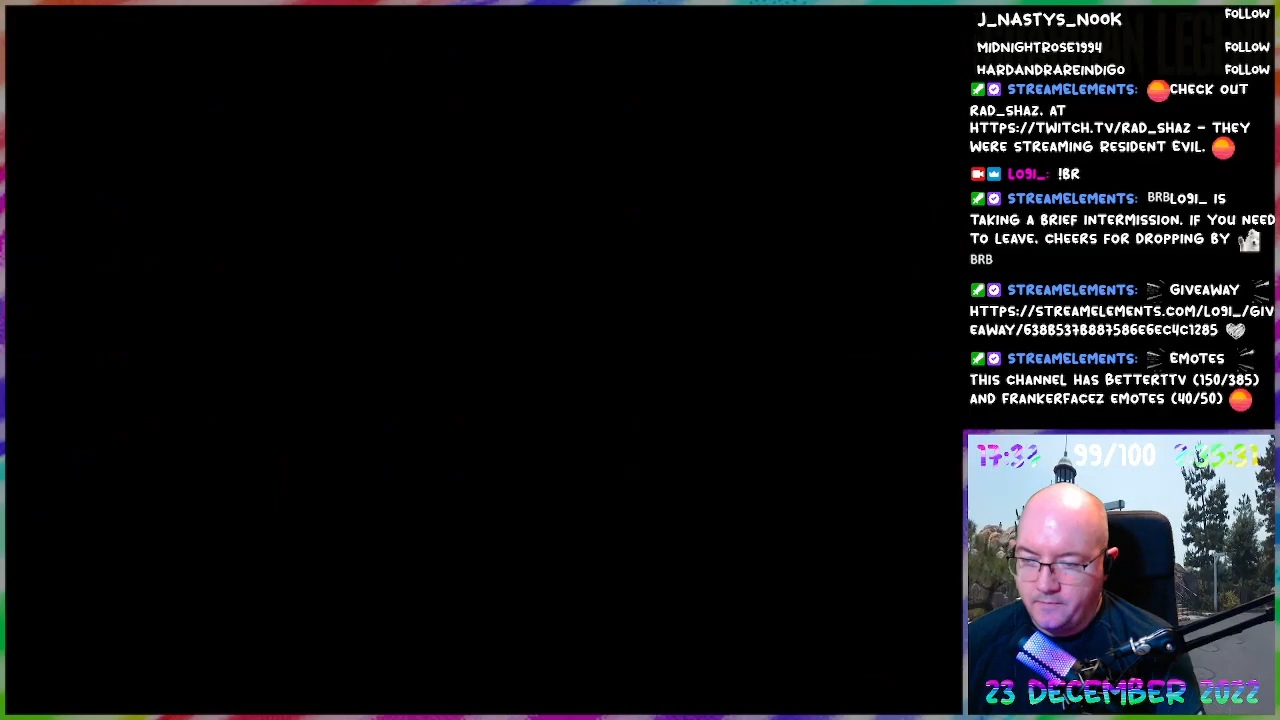 J_NASTYS_NOOK FOLLOW
MIDNIGHTROSE1994 FOLLOW
HARDANDRAREINDIGO FOLLOW
STREAMELEMENTS: CHECK OUT
RAD_SHAZ. AT
HTTPS://TWITCH.TV/RAD_SHAZ - THEY
WERE STREAMING RESIDENT EVIL.
LO9I_: !BR
STREAMELEMENTS: BRB LO9I_ IS
TAKING A BRIEF INTERMISSION. IF YOU NEED
TO LEAVE. CHEERS FOR DROPPING BY
BRB
STREAMELEMENTS: GIVEAWAY
HTTPS://STREAMELEMENTS.COM/LO9I_/GIV
EAWAY/638B537B887586E6EC4C1285
STREAMELEMENTS: EMOTES
THIS CHANNEL HAS BETTERTTV (150/385)
AND FRANKERFACEZ EMOTES (40/50)
99/100
23 DECEMBER 2022